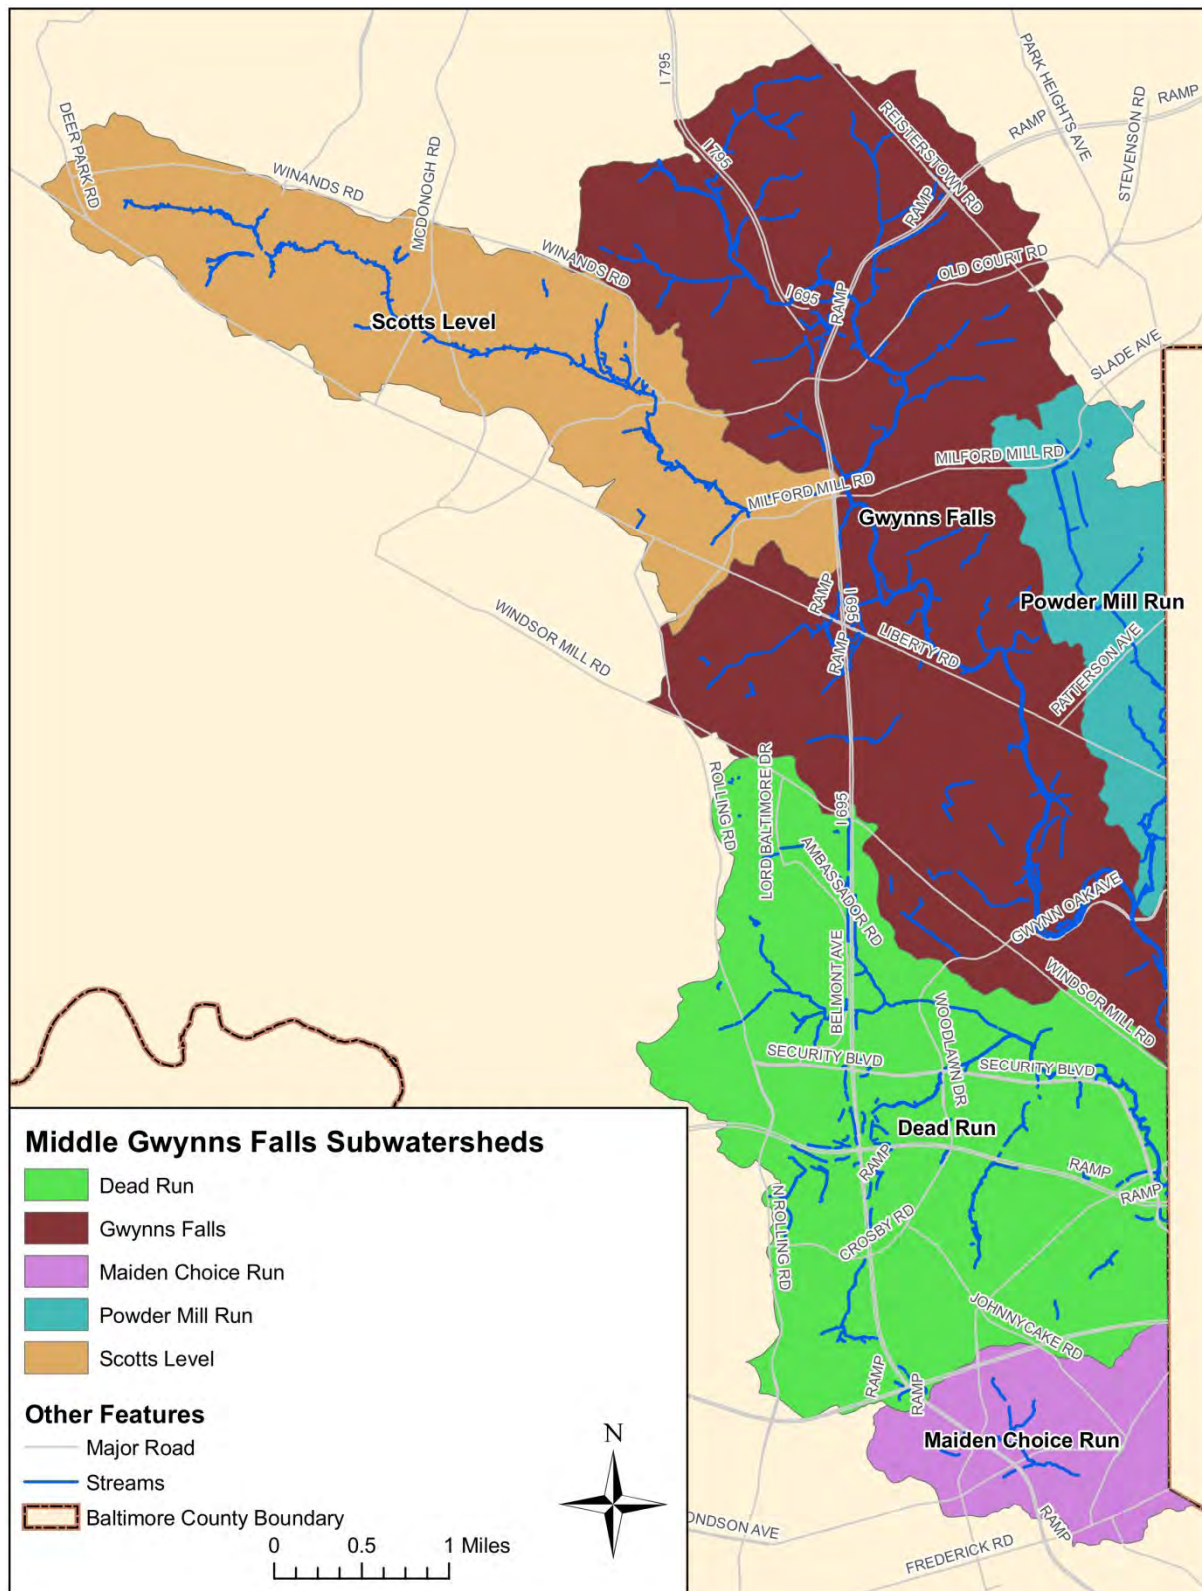 I 795
PARK HEIGHTS AVE
RAMP
RAMP
STEVENSON RD
REISTERSTOWN RD
DEER PARK RD
MCDONOGH RD
I 795
WINANDS RD
RAMP
WINANDS RD
OLD COURT RD
I 695
RAMP
Scotts Level
SLADE AVE
MILFORD MILL RD
MILFORD MILL RD
Gwynns Falls
RAMP
I 695
Powder Mill Run
WINDSOR MILL RD
RAMP
LIBERTY RD
PATTERSON AVE
ROLLING RD
LORD BALTIMORE DR
I 695
AMBASSADOR RD
GWYNN OAK AVE
BELMONT AVE
WOODLAWN DR
WINDSOR MILL RD
SECURITY BLVD
SECURITY BLVD
Dead Run
RAMP
RAMP
RAMP
N ROLLING RD
CROSBY RD
JOHNNYCAKE RD
RAMP
RAMP
Maiden Choice Run
RAMP
ONDSON AVE
FREDERICK RD
Middle Gwynns Falls Subwatersheds
Dead Run
Gwynns Falls
Maiden Choice Run
Powder Mill Run
Scotts Level
Other Features
Major Road
Streams
Baltimore County Boundary
N
0 0.5 1 Miles